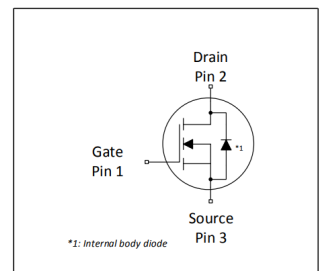 Drain
Pin 2
*1
Gate
Pin 1
Source
Pin 3
*1: Internal body diode